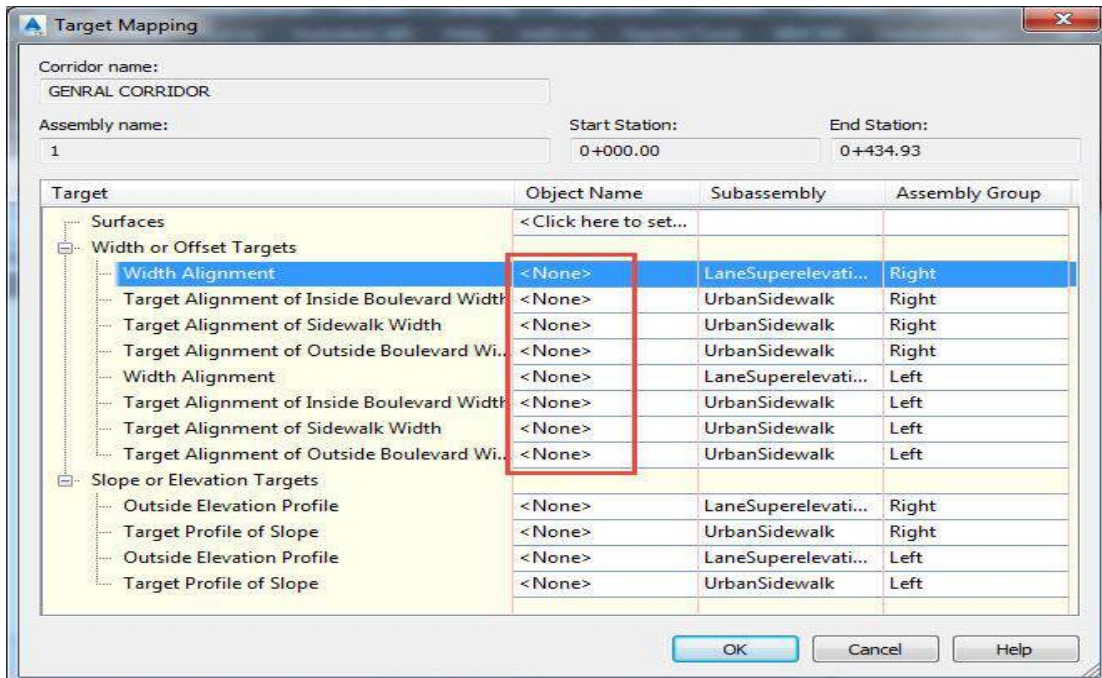 Target Mapping
Corridor name:
GENRAL CORRIDOR
Assembly name: Start Station: End Station:
1 0+000.00 0+434.93
Target Object Name Subassembly Assembly Group
Surfaces <Click here to set...
Width or Offset Targets
Width Alignment <None> LaneSuperelevati... Right
Target Alignment of Inside Boulevard Width <None> UrbanSidewalk Right
Target Alignment of Sidewalk Width <None> UrbanSidewalk Right
Target Alignment of Outside Boulevard Wi... <None> UrbanSidewalk Right
Width Alignment <None> LaneSuperelevati... Left
Target Alignment of Inside Boulevard Width <None> UrbanSidewalk Left
Target Alignment of Sidewalk Width <None> UrbanSidewalk Left
Target Alignment of Outside Boulevard Wi... <None> UrbanSidewalk Left
Slope or Elevation Targets
Outside Elevation Profile <None> LaneSuperelevati... Right
Target Profile of Slope <None> UrbanSidewalk Right
Outside Elevation Profile <None> LaneSuperelevati... Left
Target Profile of Slope <None> UrbanSidewalk Left
OK Cancel Help